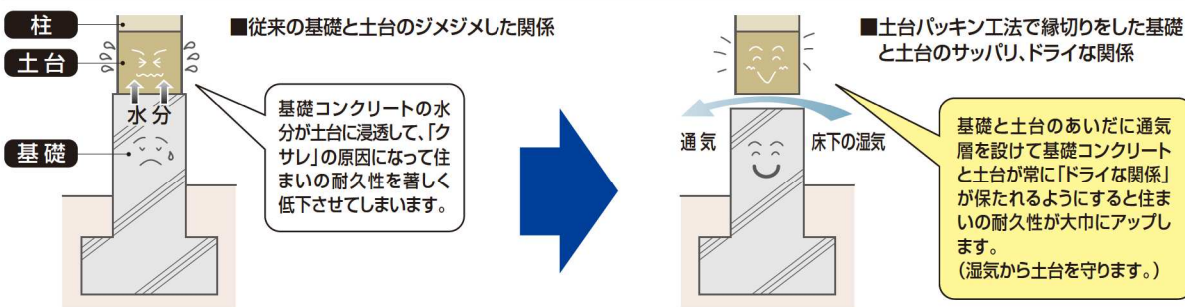 ■従来の基礎と土台のジメジメした関係
柱
土台
水分
基礎
基礎コンクリートの水
分が土台に浸透して、「ク
サレ」の原因になって住
まいの耐久性を著しく
低下させてしまいます。
■土台パッキン工法で縁切りをした基礎
と土台のサッパリ、ドライな関係
通気
床下の湿気
基礎と土台のあいだに通気
層を設けて基礎コンクリート
と土台が常に「ドライな関係」
が保たれるようにすると住ま
いの耐久性が大巾にアップし
ます。
(湿気から土台を守ります。)